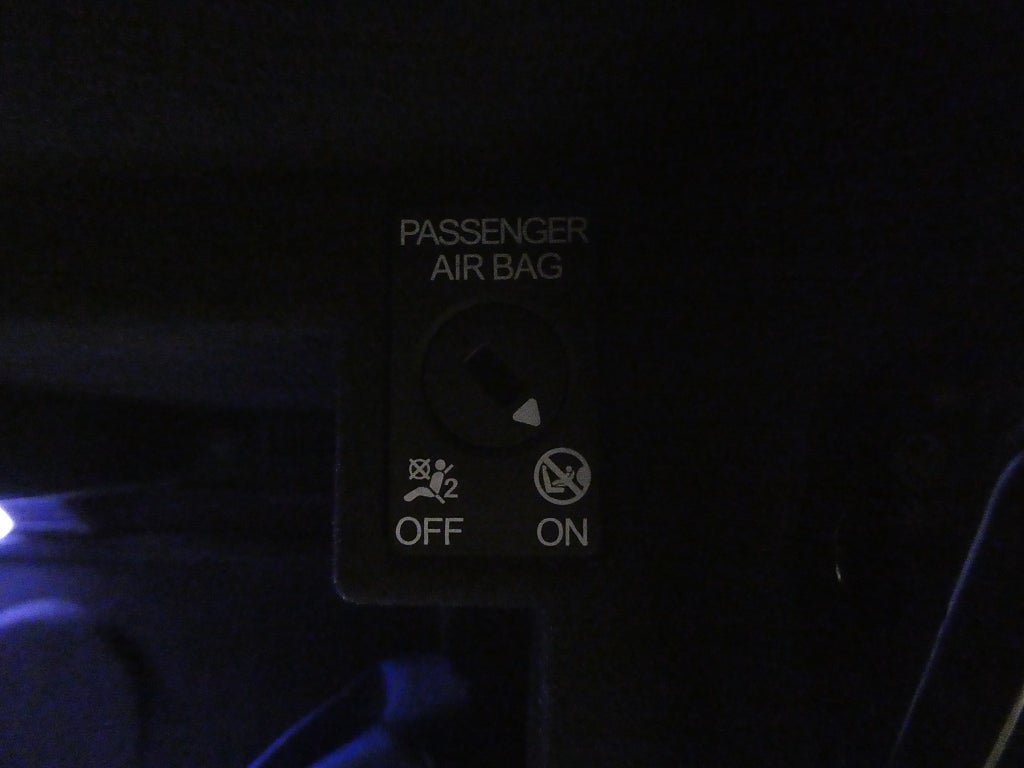 PASSENGER
AIR BAG
2
OFF ON